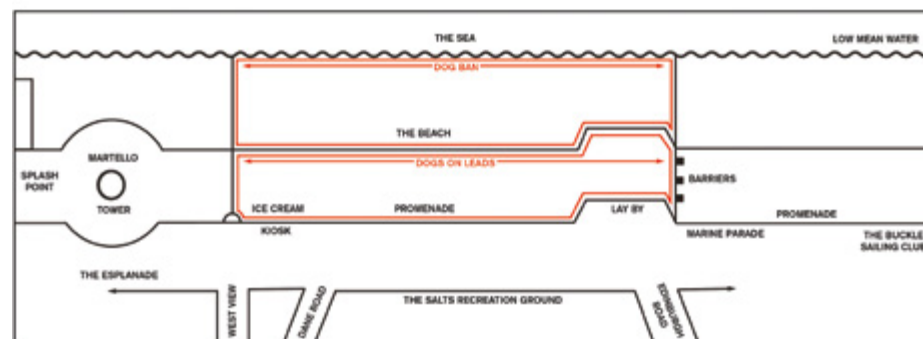 THE SEA
LOW MEAN WATER
DOG BAN
THE BEACH
MARTELLO
TOWER
SPLASH
POINT
DOGS ON LEADS
BARRIERS
ICE CREAM
KIOSK
PROMENADE
LAY BY
PROMENADE
MARINE PARADE
THE BUCKLE
SAILING CLUB
THE ESPLANADE
WEST VIEW
DANE ROAD
THE SALTS RECREATION GROUND
EDINBURGH
ROAD